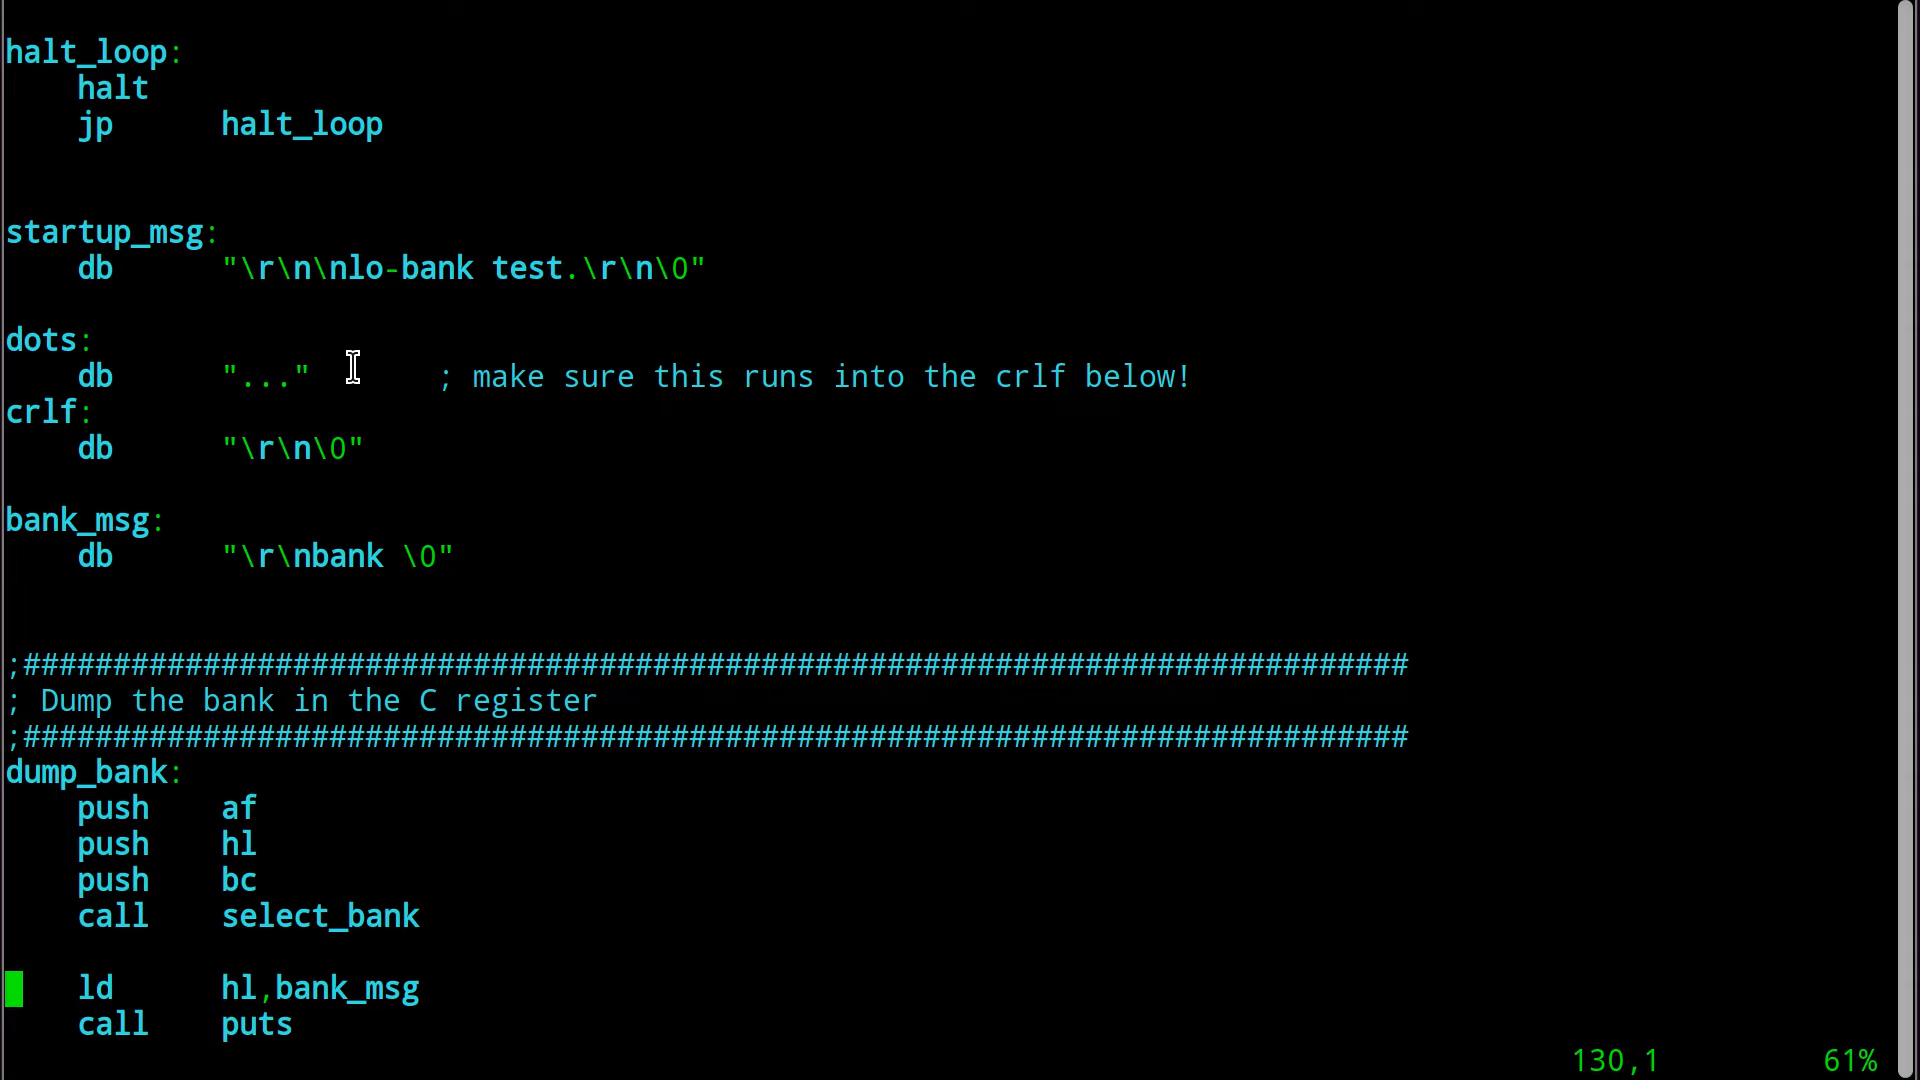 halt_loop:
    halt
    jp      halt_loop
startup_msg:
    db      "\r\n\nlo-bank test.\r\n\0"
dots:
    db      "..."       ; make sure this runs into the crlf below!
crlf:
    db      "\r\n\0"
bank_msg:
    db      "\r\nbank \0"
;#############################################################################
; Dump the bank in the C register
;#############################################################################
dump_bank:
    push    af
    push    hl
    push    bc
    call    select_bank
    ld      hl,bank_msg
    call    puts
130,1         61%